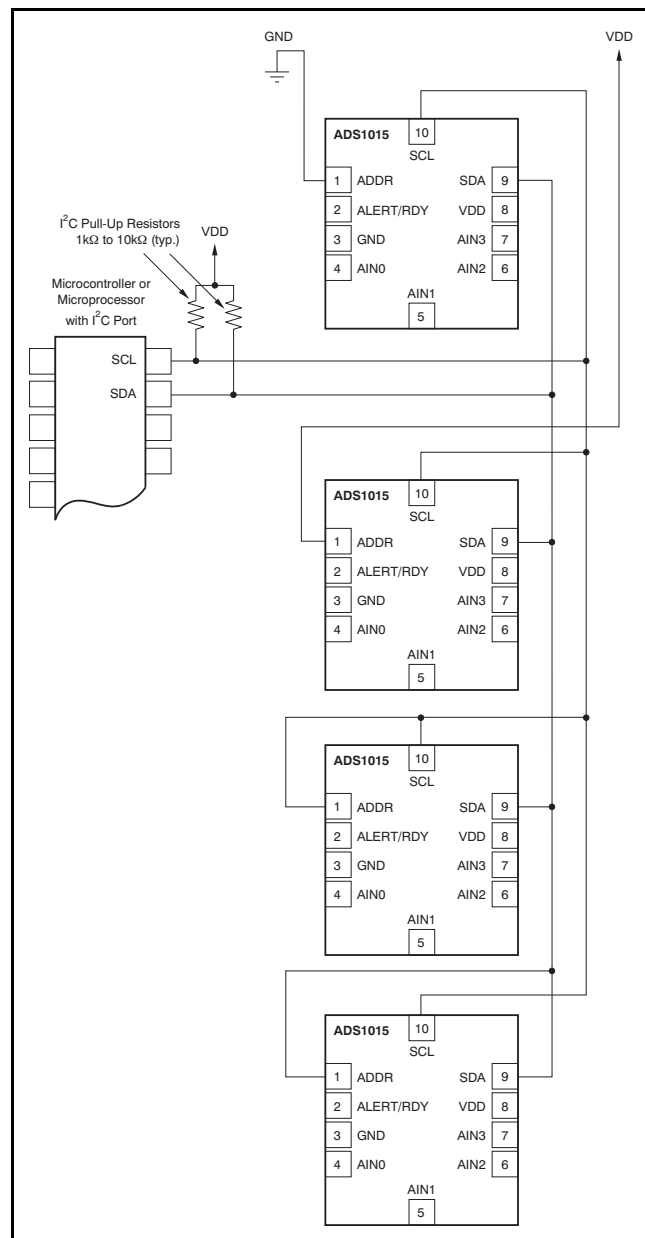 GND
VDD
ADS1015
10
SCL
1 ADDR SDA 9
2 ALERT/RDY VDD 8
3 GND AIN3 7
4 AIN0 AIN2 6
AIN1
5
I²C Pull-Up Resistors
1kΩ to 10kΩ (typ.)
VDD
Microcontroller or
Microprocessor
with I²C Port
SCL
SDA
ADS1015
10
SCL
1 ADDR SDA 9
2 ALERT/RDY VDD 8
3 GND AIN3 7
4 AIN0 AIN2 6
AIN1
5
ADS1015
10
SCL
1 ADDR SDA 9
2 ALERT/RDY VDD 8
3 GND AIN3 7
4 AIN0 AIN2 6
AIN1
5
ADS1015
10
SCL
1 ADDR SDA 9
2 ALERT/RDY VDD 8
3 GND AIN3 7
4 AIN0 AIN2 6
AIN1
5